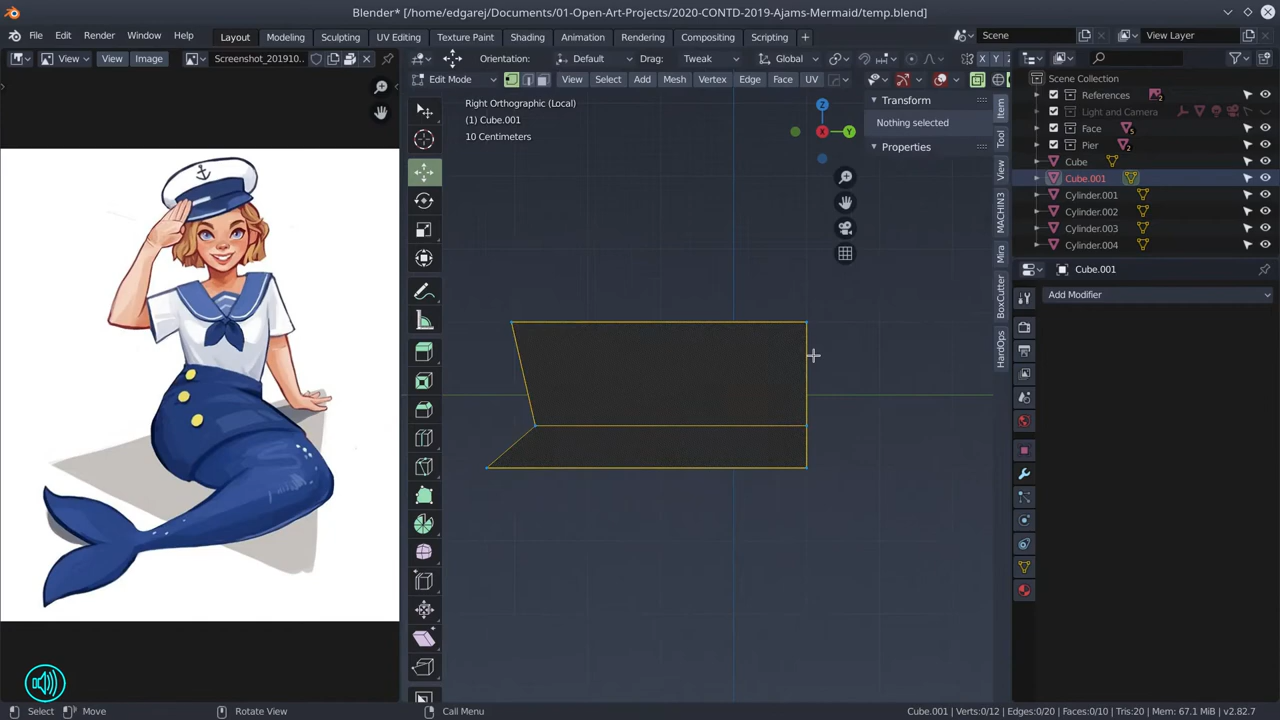 Blender* [/home/edgarej/Documents/01-Open-Art-Projects/2020-CONTD-2019-Ajams-Mermaid/temp.blend]
File Edit Render Window Help Layout Modeling Sculpting UV Editing Texture Paint Shading Animation Rendering Compositing Scripting + Scene View Layer
View View Image Screenshot_201910.. Orientation: Default Drag: Tweak Global X Y
Edit Mode View Select Add Mesh Vertex Edge Face UV
Right Orthographic (Local)
(1) Cube.001
10 Centimeters
Z
Y
Transform
Nothing selected
Properties
Item
Tool
View
MACHIN3
Mira
BoxCutter
HardOps
Scene Collection
References 2
Light and Camera
Face 5
Pier 2
Cube
Cube.001
Cylinder.001
Cylinder.002
Cylinder.003
Cylinder.004
Cube.001
Add Modifier
Select Move Rotate View Call Menu Cube.001 | Verts:0/12 | Edges:0/20 | Faces:0/10 | Tris:20 | Mem: 67.1 MiB | v2.82.7